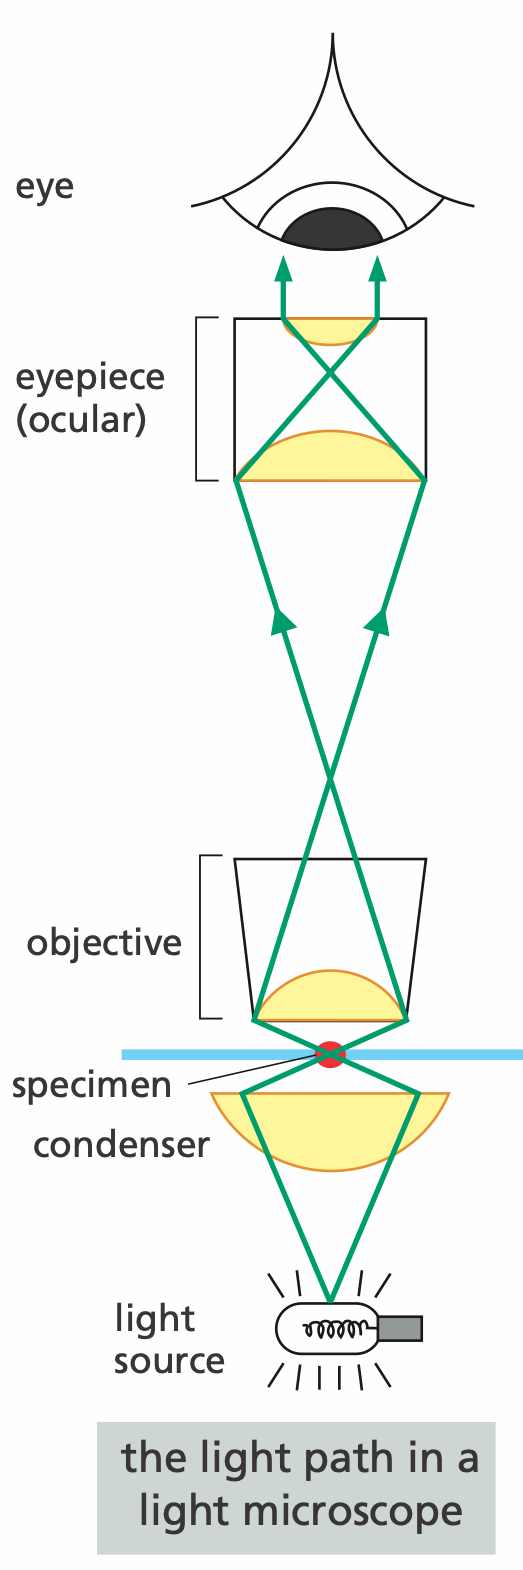 eye
eyepiece
(ocular)
objective
specimen
condenser
light
source
the light path in a
light microscope